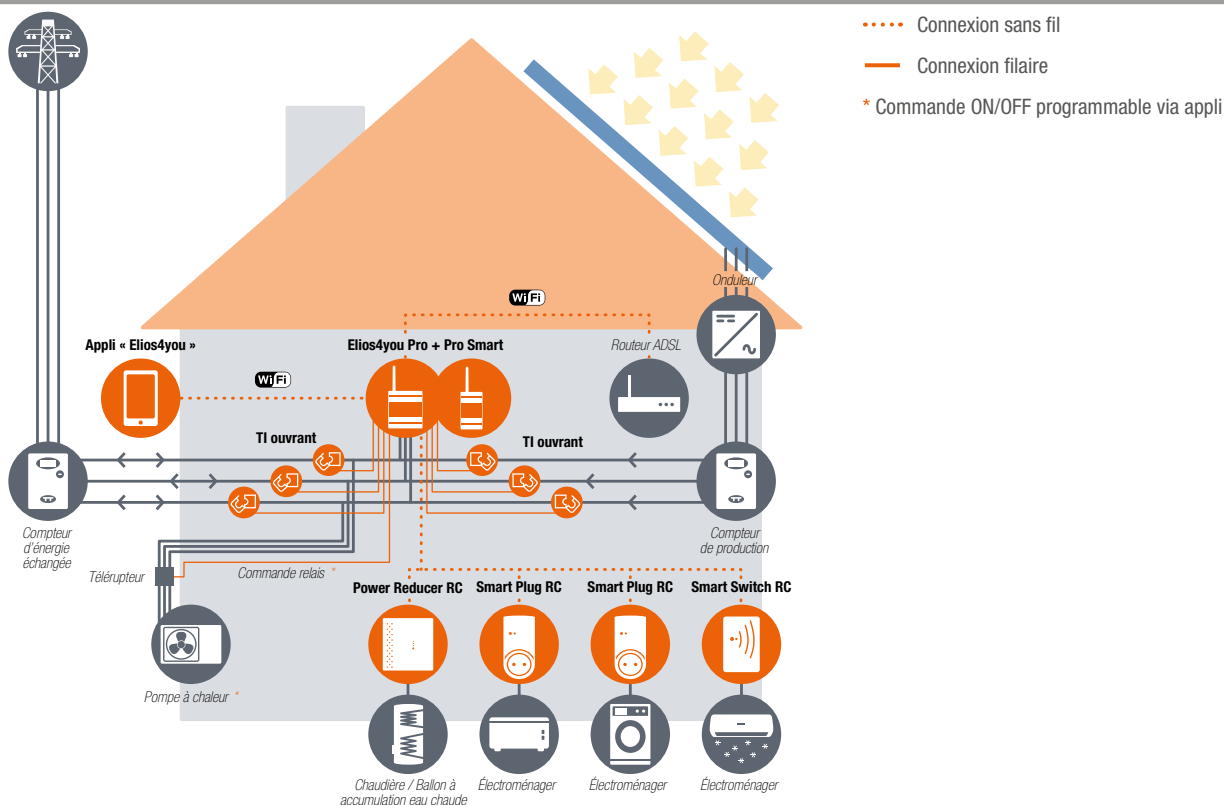 Connexion sans fil
Connexion filaire
* Commande ON/OFF programmable via appli
Onduleur
WiFi
Appli « Elios4you »
Elios4you Pro + Pro Smart
Routeur ADSL
WiFi
TI ouvrant
TI ouvrant
Compteur
d'énergie
échangée
Compteur
de production
Télérupteur
Commande relais *
Power Reducer RC
Smart Plug RC
Smart Plug RC
Smart Switch RC
Pompe à chaleur *
Chaudière / Ballon à
accumulation eau chaude
Électroménager
Électroménager
Électroménager